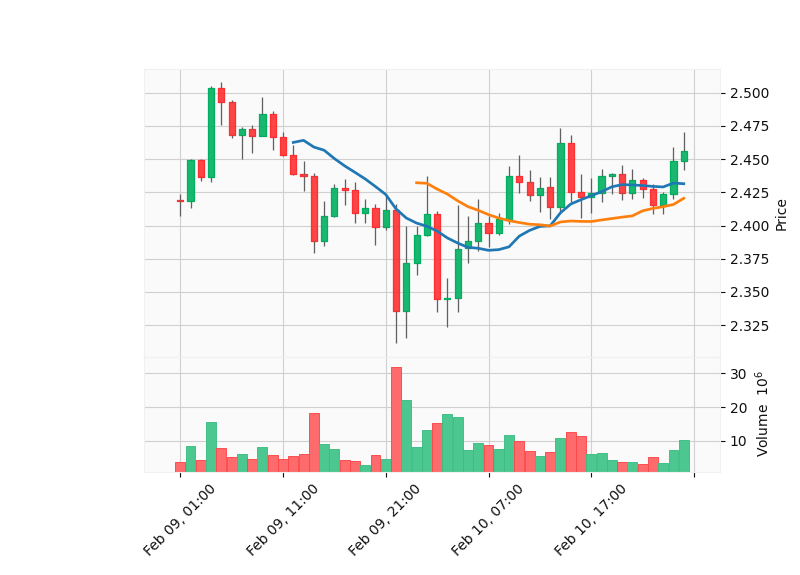 2.500
2.475
2.450
2.425
2.400
2.375
2.350
2.325
Price
30
20
10
Volume 10⁶
Feb 09, 01:00
Feb 09, 11:00
Feb 09, 21:00
Feb 10, 07:00
Feb 10, 17:00